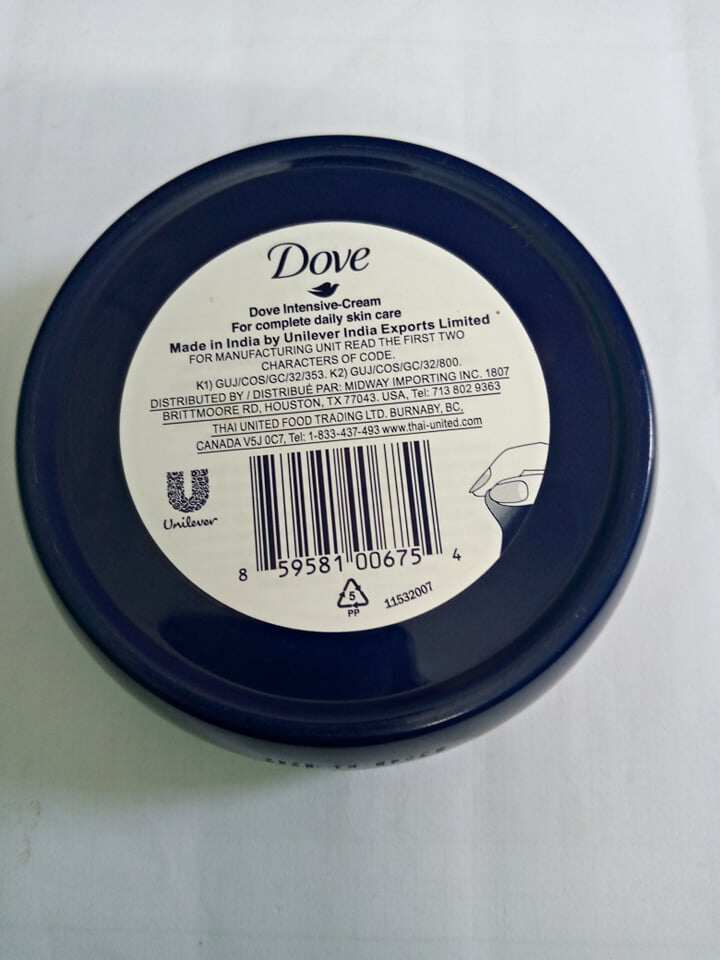 Dove
Dove Intensive-Cream
For complete daily skin care
Made in India by Unilever India Exports Limited
FOR MANUFACTURING UNIT READ THE FIRST TWO
CHARACTERS OF CODE.
K1) GUJ/COS/GC/32/353. K2) GUJ/COS/GC/32/800.
DISTRIBUTED BY / DISTRIBUÉ PAR: MIDWAY IMPORTING INC. 1807
BRITTMOORE RD, HOUSTON, TX 77043. USA, Tel: 713 802 9363
THAI UNITED FOOD TRADING LTD. BURNABY, BC,
CANADA V5J 0C7, Tel: 1-833-437-493 www.thai-united.com
Unilever
8 59581 00675 4
5
PP
11532007